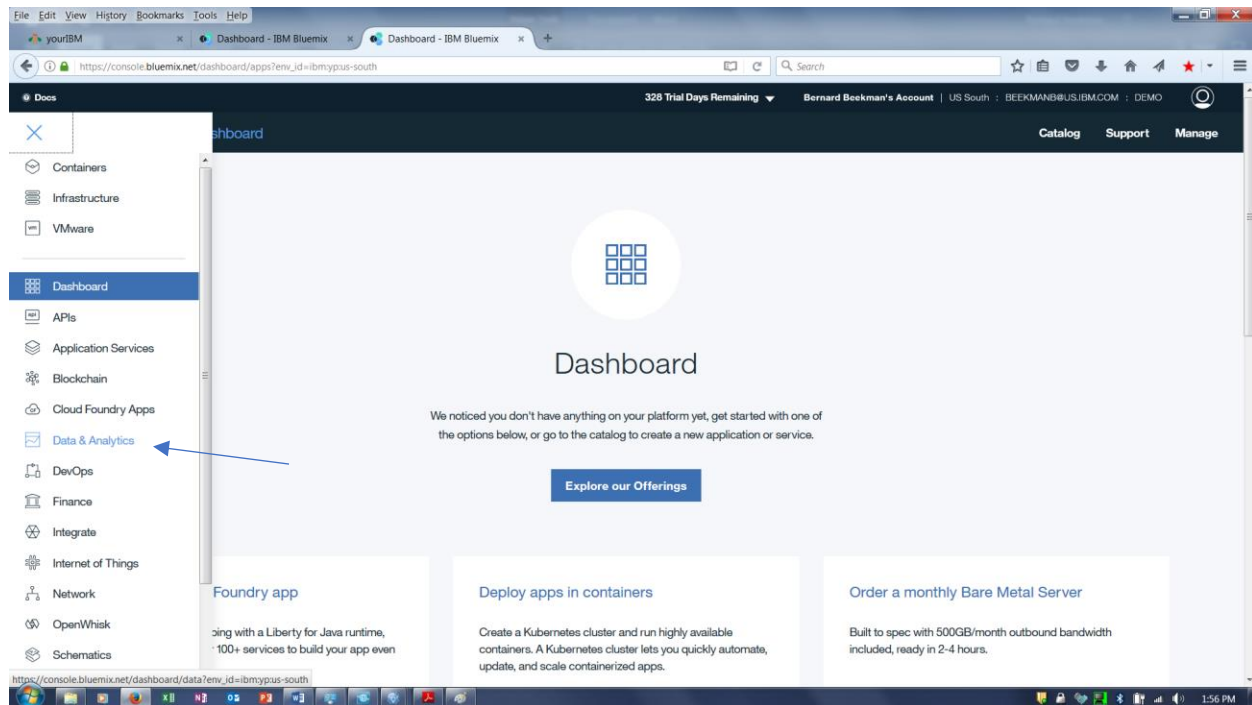 File Edit View History Bookmarks Tools Help
yourIBM
Dashboard - IBM Bluemix
Dashboard - IBM Bluemix
https://console.bluemix.net/dashboard/apps?env_id=ibm:yp:us-south
Search
Docs
328 Trial Days Remaining
Bernard Beekman's Account | US South : BEEKMANB@US.IBM.COM : DEMO
shboard
Catalog Support Manage
Containers
Infrastructure
VMware
Dashboard
APIs
Application Services
Blockchain
Cloud Foundry Apps
Data & Analytics
DevOps
Finance
Integrate
Internet of Things
Network
OpenWhisk
Schematics
https://console.bluemix.net/dashboard/data?env_id=ibm:yp:us-south
Dashboard
We noticed you don't have anything on your platform yet, get started with one of
the options below, or go to the catalog to create a new application or service.
Explore our Offerings
Foundry app
ping with a Liberty for Java runtime,
100+ services to build your app even
Deploy apps in containers
Create a Kubernetes cluster and run highly available
containers. A Kubernetes cluster lets you quickly automate,
update, and scale containerized apps.
Order a monthly Bare Metal Server
Built to spec with 500GB/month outbound bandwidth
included, ready in 2-4 hours.
1:56 PM